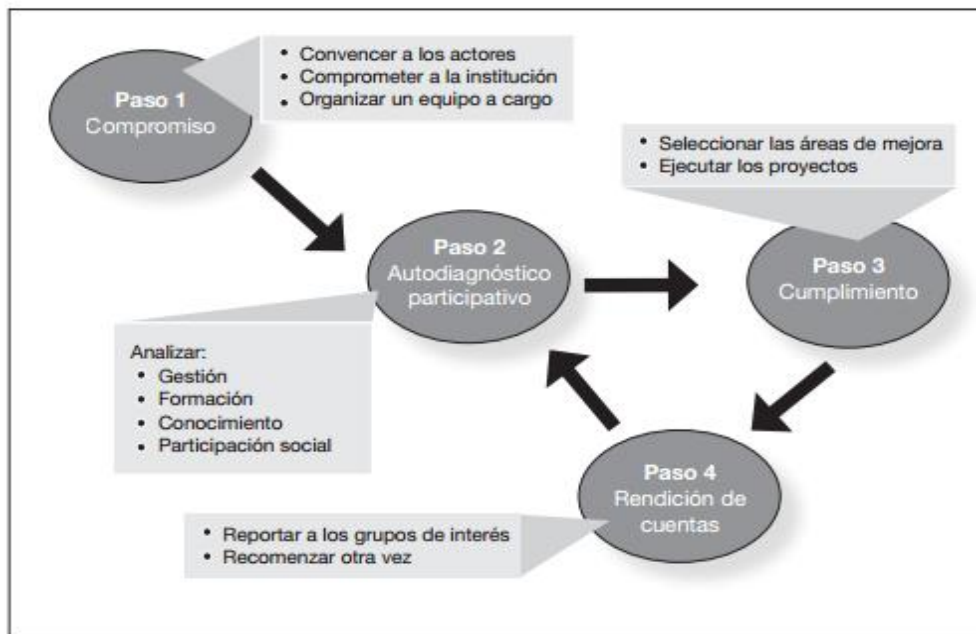 Paso 1
Compromiso
• Convencer a los actores
• Comprometer a la institución
• Organizar un equipo a cargo
Paso 2
Autodiagnóstico
participativo
Analizar:
• Gestión
• Formación
• Conocimiento
• Participación social
• Seleccionar las áreas de mejora
• Ejecutar los proyectos
Paso 3
Cumplimiento
Paso 4
Rendición de
cuentas
• Reportar a los grupos de interés
• Recomenzar otra vez